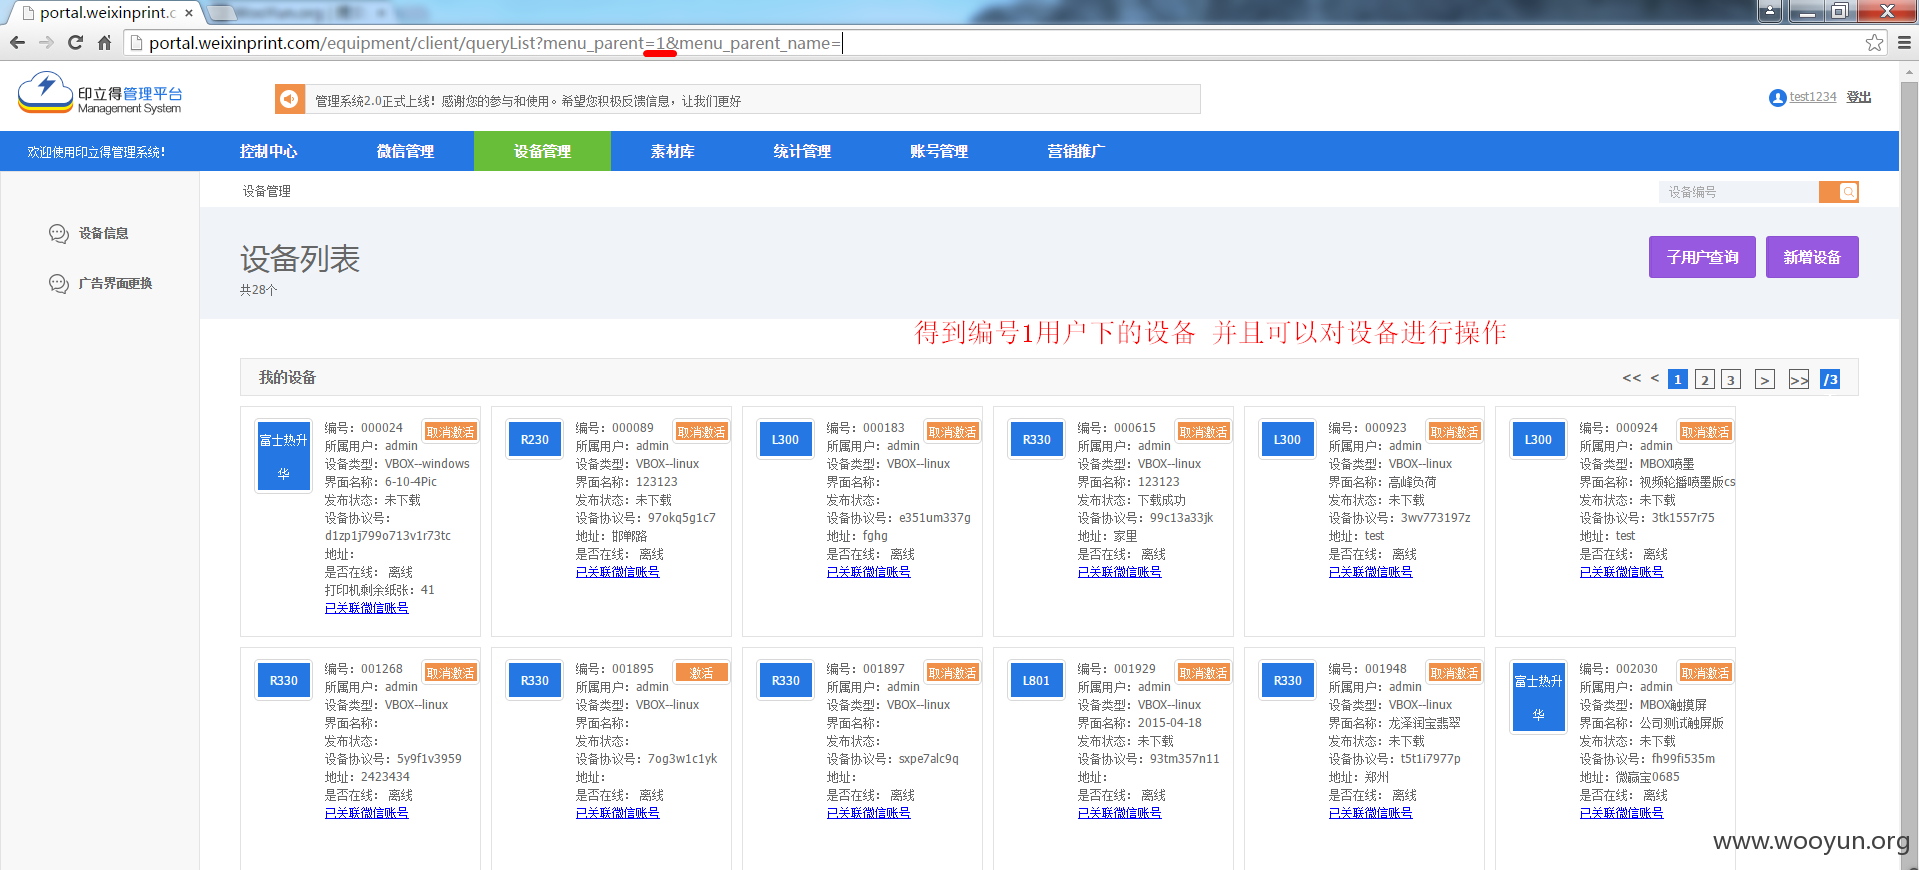 portal.weixinprint.c
portal.weixinprint.com/equipment/client/queryList?menu_parent=1&menu_parent_name=
印立得管理平台
Management System
管理系统2.0正式上线！感谢您的参与和使用。希望您积极反馈信息，让我们更好
test1234 登出
欢迎使用印立得管理系统！ 控制中心 微信管理 设备管理 素材库 统计管理 账号管理 营销推广
设备管理
设备编号
设备信息
广告界面更换
设备列表
共28个
子用户查询 新增设备
得到编号1用户下的设备 并且可以对设备进行操作
我的设备
<< < 1 2 3 > >> /3
富士热升华
编号：000024
取消激活
所属用户：admin
设备类型：VBOX--windows
界面名称：6-10-4Pic
发布状态：未下载
设备协议号：
d1zp1j799o713v1r73tc
地址：
是否在线： 离线
打印机剩余纸张：41
已关联微信账号
R230
编号：000089
取消激活
所属用户：admin
设备类型：VBOX--linux
界面名称：123123
发布状态：未下载
设备协议号：97okq5g1c7
地址：邯郸路
是否在线： 离线
已关联微信账号
L300
编号：000183
取消激活
所属用户：admin
设备类型：VBOX--linux
界面名称：
发布状态：
设备协议号：e351um337g
地址：fghg
是否在线： 离线
已关联微信账号
R330
编号：000615
取消激活
所属用户：admin
设备类型：VBOX--linux
界面名称：123123
发布状态：下载成功
设备协议号：99c13a33jk
地址：家里
是否在线： 离线
已关联微信账号
L300
编号：000923
取消激活
所属用户：admin
设备类型：VBOX--linux
界面名称：高峰负荷
发布状态：未下载
设备协议号：3wv773197z
地址：test
是否在线： 离线
已关联微信账号
L300
编号：000924
取消激活
所属用户：admin
设备类型：MBOX喷墨
界面名称：视频轮播喷墨版cs
发布状态：未下载
设备协议号：3tk1557r75
地址：test
是否在线： 离线
已关联微信账号
R330
编号：001268
取消激活
所属用户：admin
设备类型：VBOX--linux
界面名称：
发布状态：
设备协议号：5y9f1v3959
地址：2423434
是否在线： 离线
已关联微信账号
R330
编号：001895
激活
所属用户：admin
设备类型：VBOX--linux
界面名称：
发布状态：
设备协议号：7og3w1c1yk
地址：
是否在线： 离线
已关联微信账号
R330
编号：001897
取消激活
所属用户：admin
设备类型：VBOX--linux
界面名称：
发布状态：
设备协议号：sxpe7alc9q
地址：
是否在线： 离线
已关联微信账号
L801
编号：001929
取消激活
所属用户：admin
设备类型：VBOX--linux
界面名称：2015-04-18
发布状态：未下载
设备协议号：93tm357n11
地址：
是否在线： 离线
已关联微信账号
R330
编号：001948
取消激活
所属用户：admin
设备类型：VBOX--linux
界面名称：龙泽润宝翡翠
发布状态：未下载
设备协议号：t5t1i7977p
地址：郑州
是否在线： 离线
已关联微信账号
富士热升华
编号：002030
取消激活
所属用户：admin
设备类型：MBOX触摸屏
界面名称：公司测试触屏版
发布状态：未下载
设备协议号：fh99fi535m
地址：微赢宝0685
是否在线： 离线
已关联微信账号
www.wooyun.org